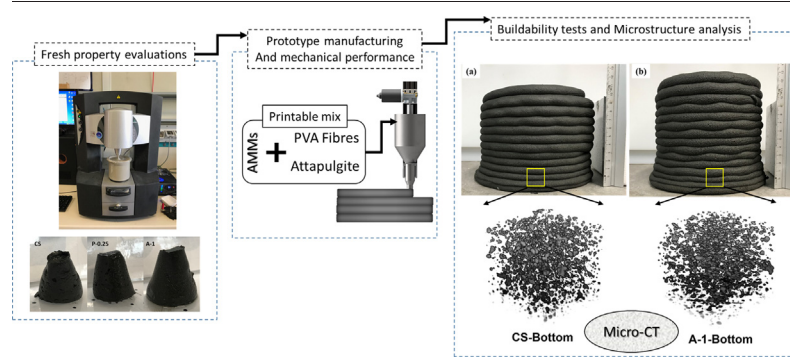 Fresh property evaluations
CS
P-0.25
A-1
Prototype manufacturing
And mechanical performance
Printable mix
AMMs
+
PVA Fibres
Attapulgite
Buildability tests and Microstructure analysis
(a)
(b)
CS-Bottom
Micro-CT
A-1-Bottom